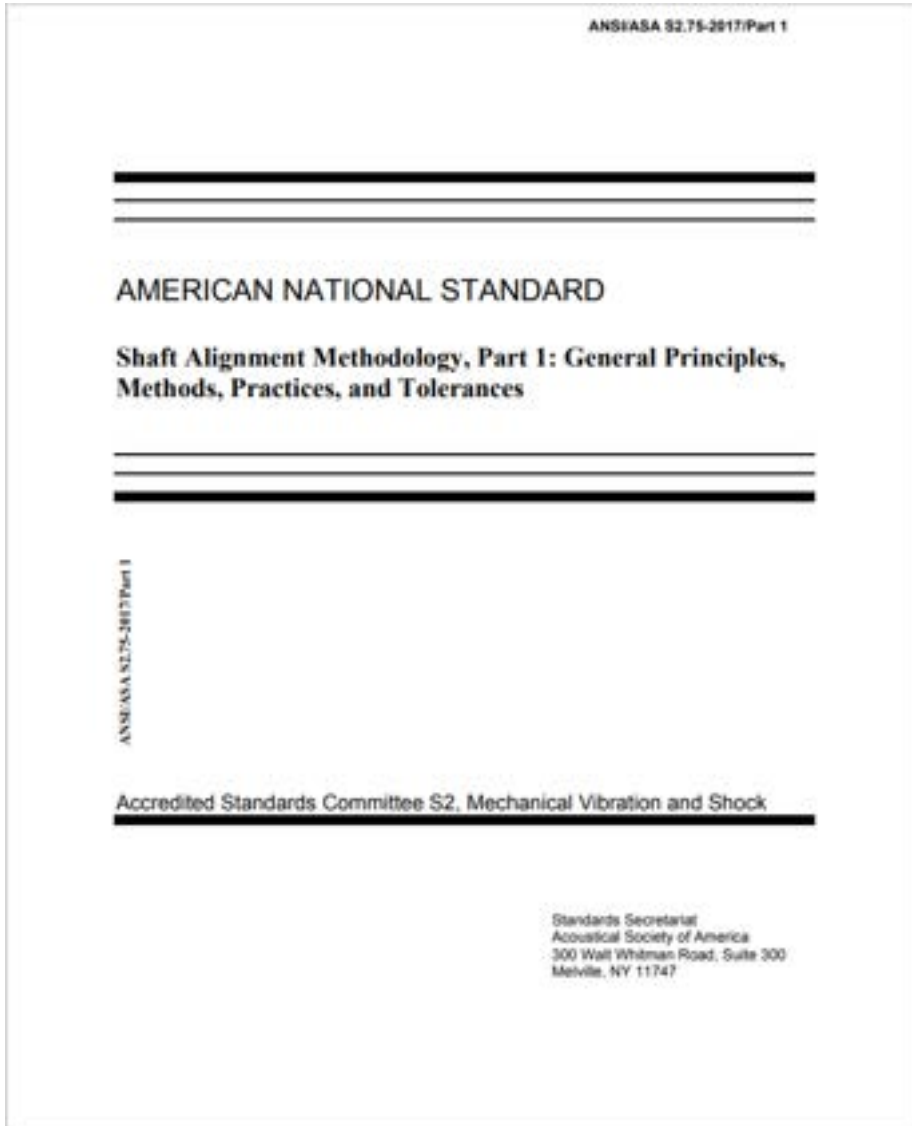 ANSI/ASA S2.75-2017/Part 1
AMERICAN NATIONAL STANDARD
Shaft Alignment Methodology, Part 1: General Principles,
Methods, Practices, and Tolerances
ANSI/ASA S2.75-2017/Part 1
Accredited Standards Committee S2, Mechanical Vibration and Shock
Standards Secretariat
Acoustical Society of America
300 Walt Whitman Road, Suite 300
Melville, NY 11747